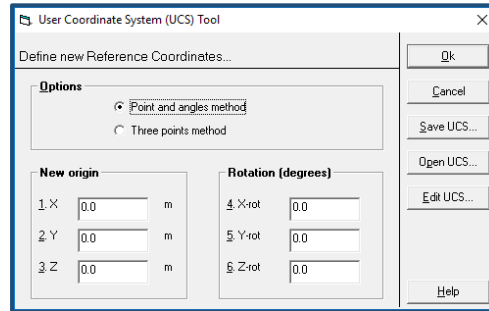 User Coordinate System (UCS) Tool
Define new Reference Coordinates...
Options
Point and angles method
Three points method
New origin
1. X 0.0 m
2. Y 0.0 m
3. Z 0.0 m
Rotation (degrees)
4. X-rot 0.0
5. Y-rot 0.0
6. Z-rot 0.0
Ok
Cancel
Save UCS...
Open UCS...
Edit UCS...
Help